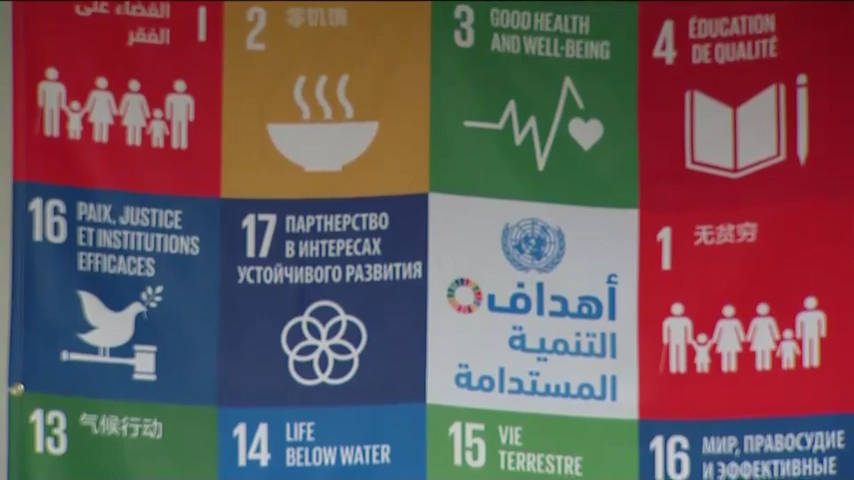 القضاء على
الفقر
1
2 零饥饿
3 GOOD HEALTH
AND WELL-BEING
4 ÉDUCATION
DE QUALITÉ
16 PAIX, JUSTICE
ET INSTITUTIONS
EFFICACES
17 ПАРТНЕРСТВО
В ИНТЕРЕСАХ
УСТОЙЧИВОГО РАЗВИТИЯ
أهداف
التنمية
المستدامة
1 无贫穷
13 气候行动
14 LIFE
BELOW WATER
15 VIE
TERRESTRE
16 МИР, ПРАВОСУДИЕ
И ЭФФЕКТИВНЫЕ